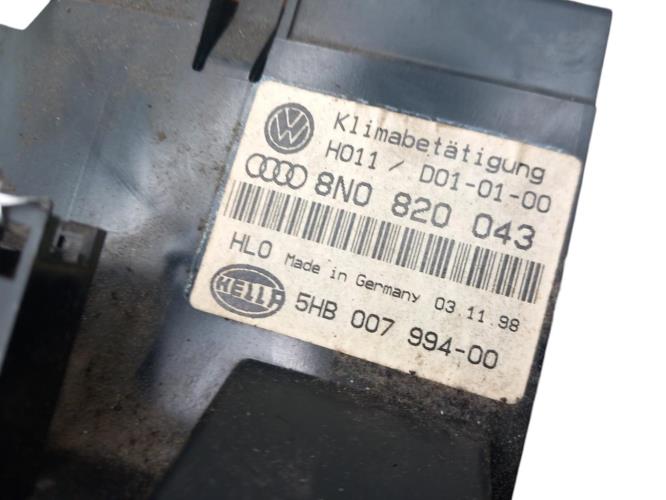 VW Klimabetätigung
H011 / D01-01-00
8N0 820 043
HLO Made in Germany 03.11.98
HELLA 5HB 007 994-00